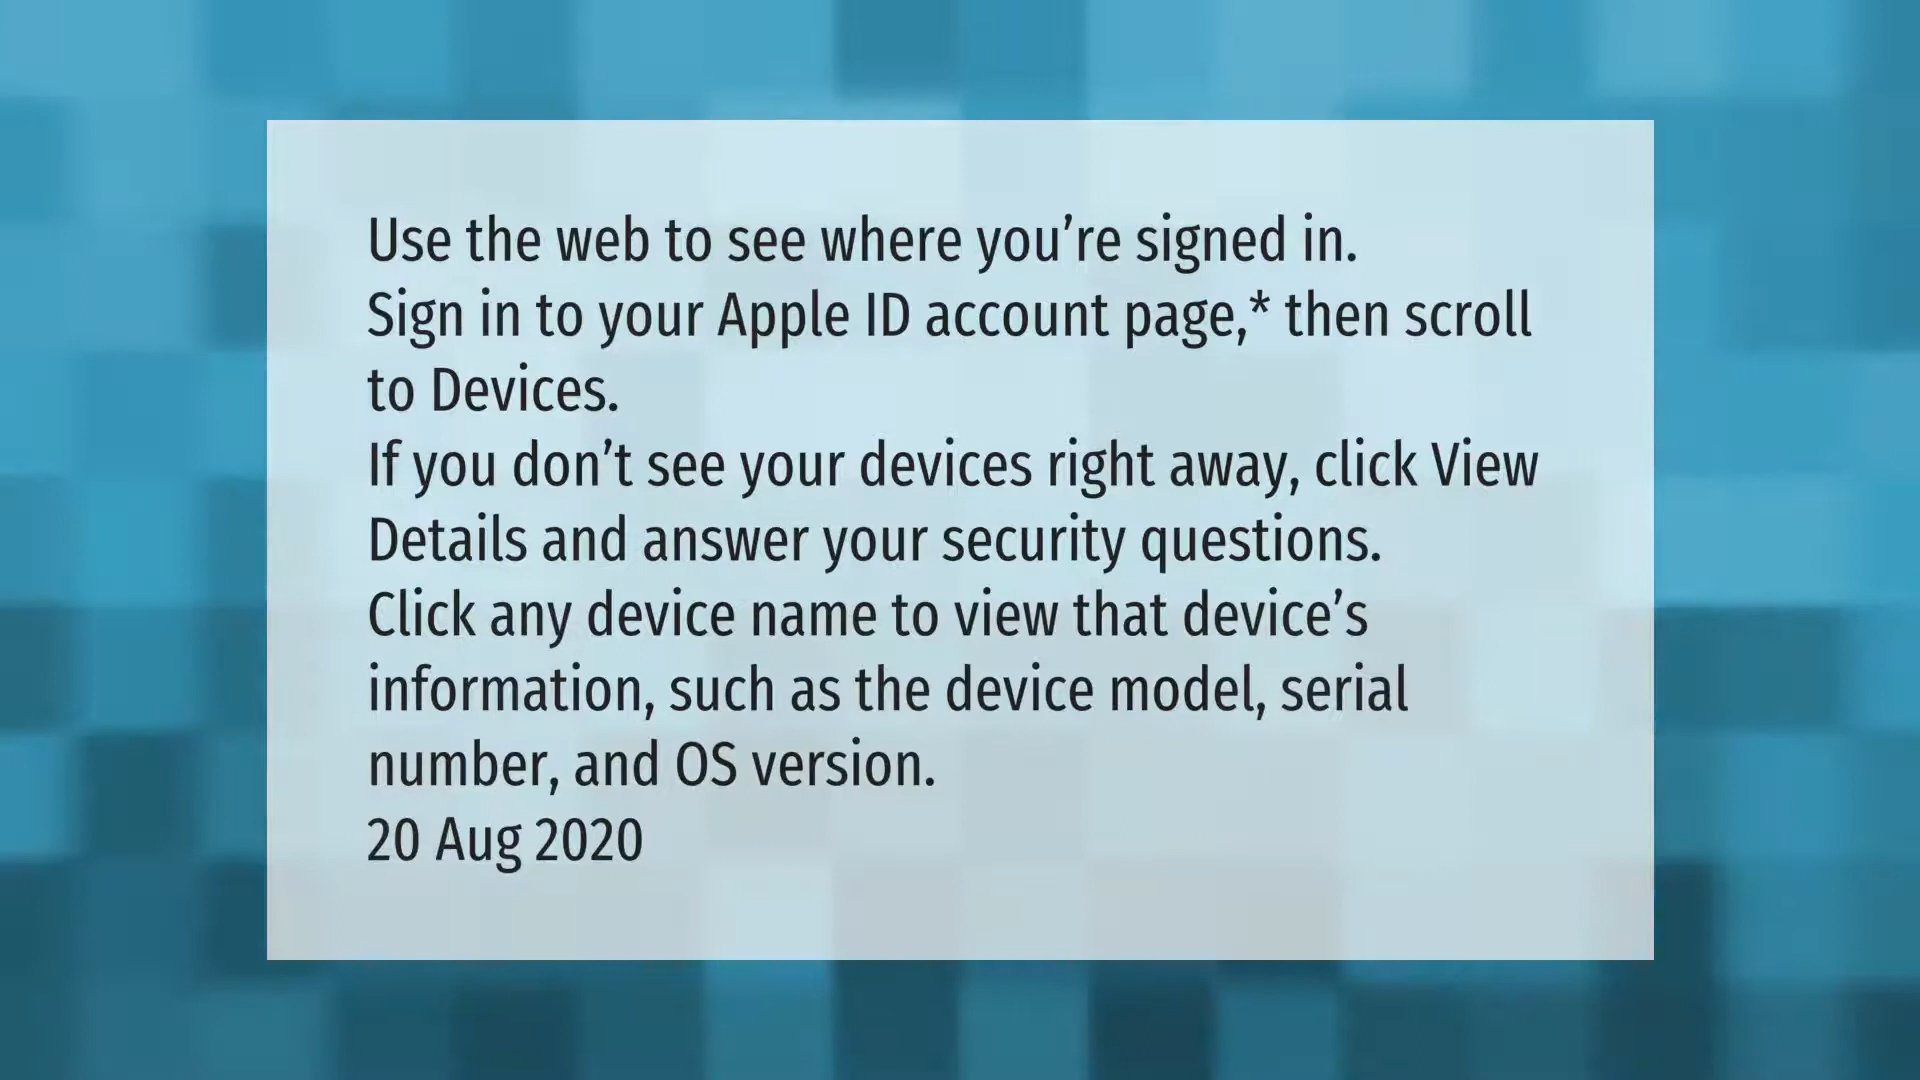 Use the web to see where you’re signed in.
Sign in to your Apple ID account page,* then scroll
to Devices.
If you don’t see your devices right away, click View
Details and answer your security questions.
Click any device name to view that device’s
information, such as the device model, serial
number, and OS version.
20 Aug 2020